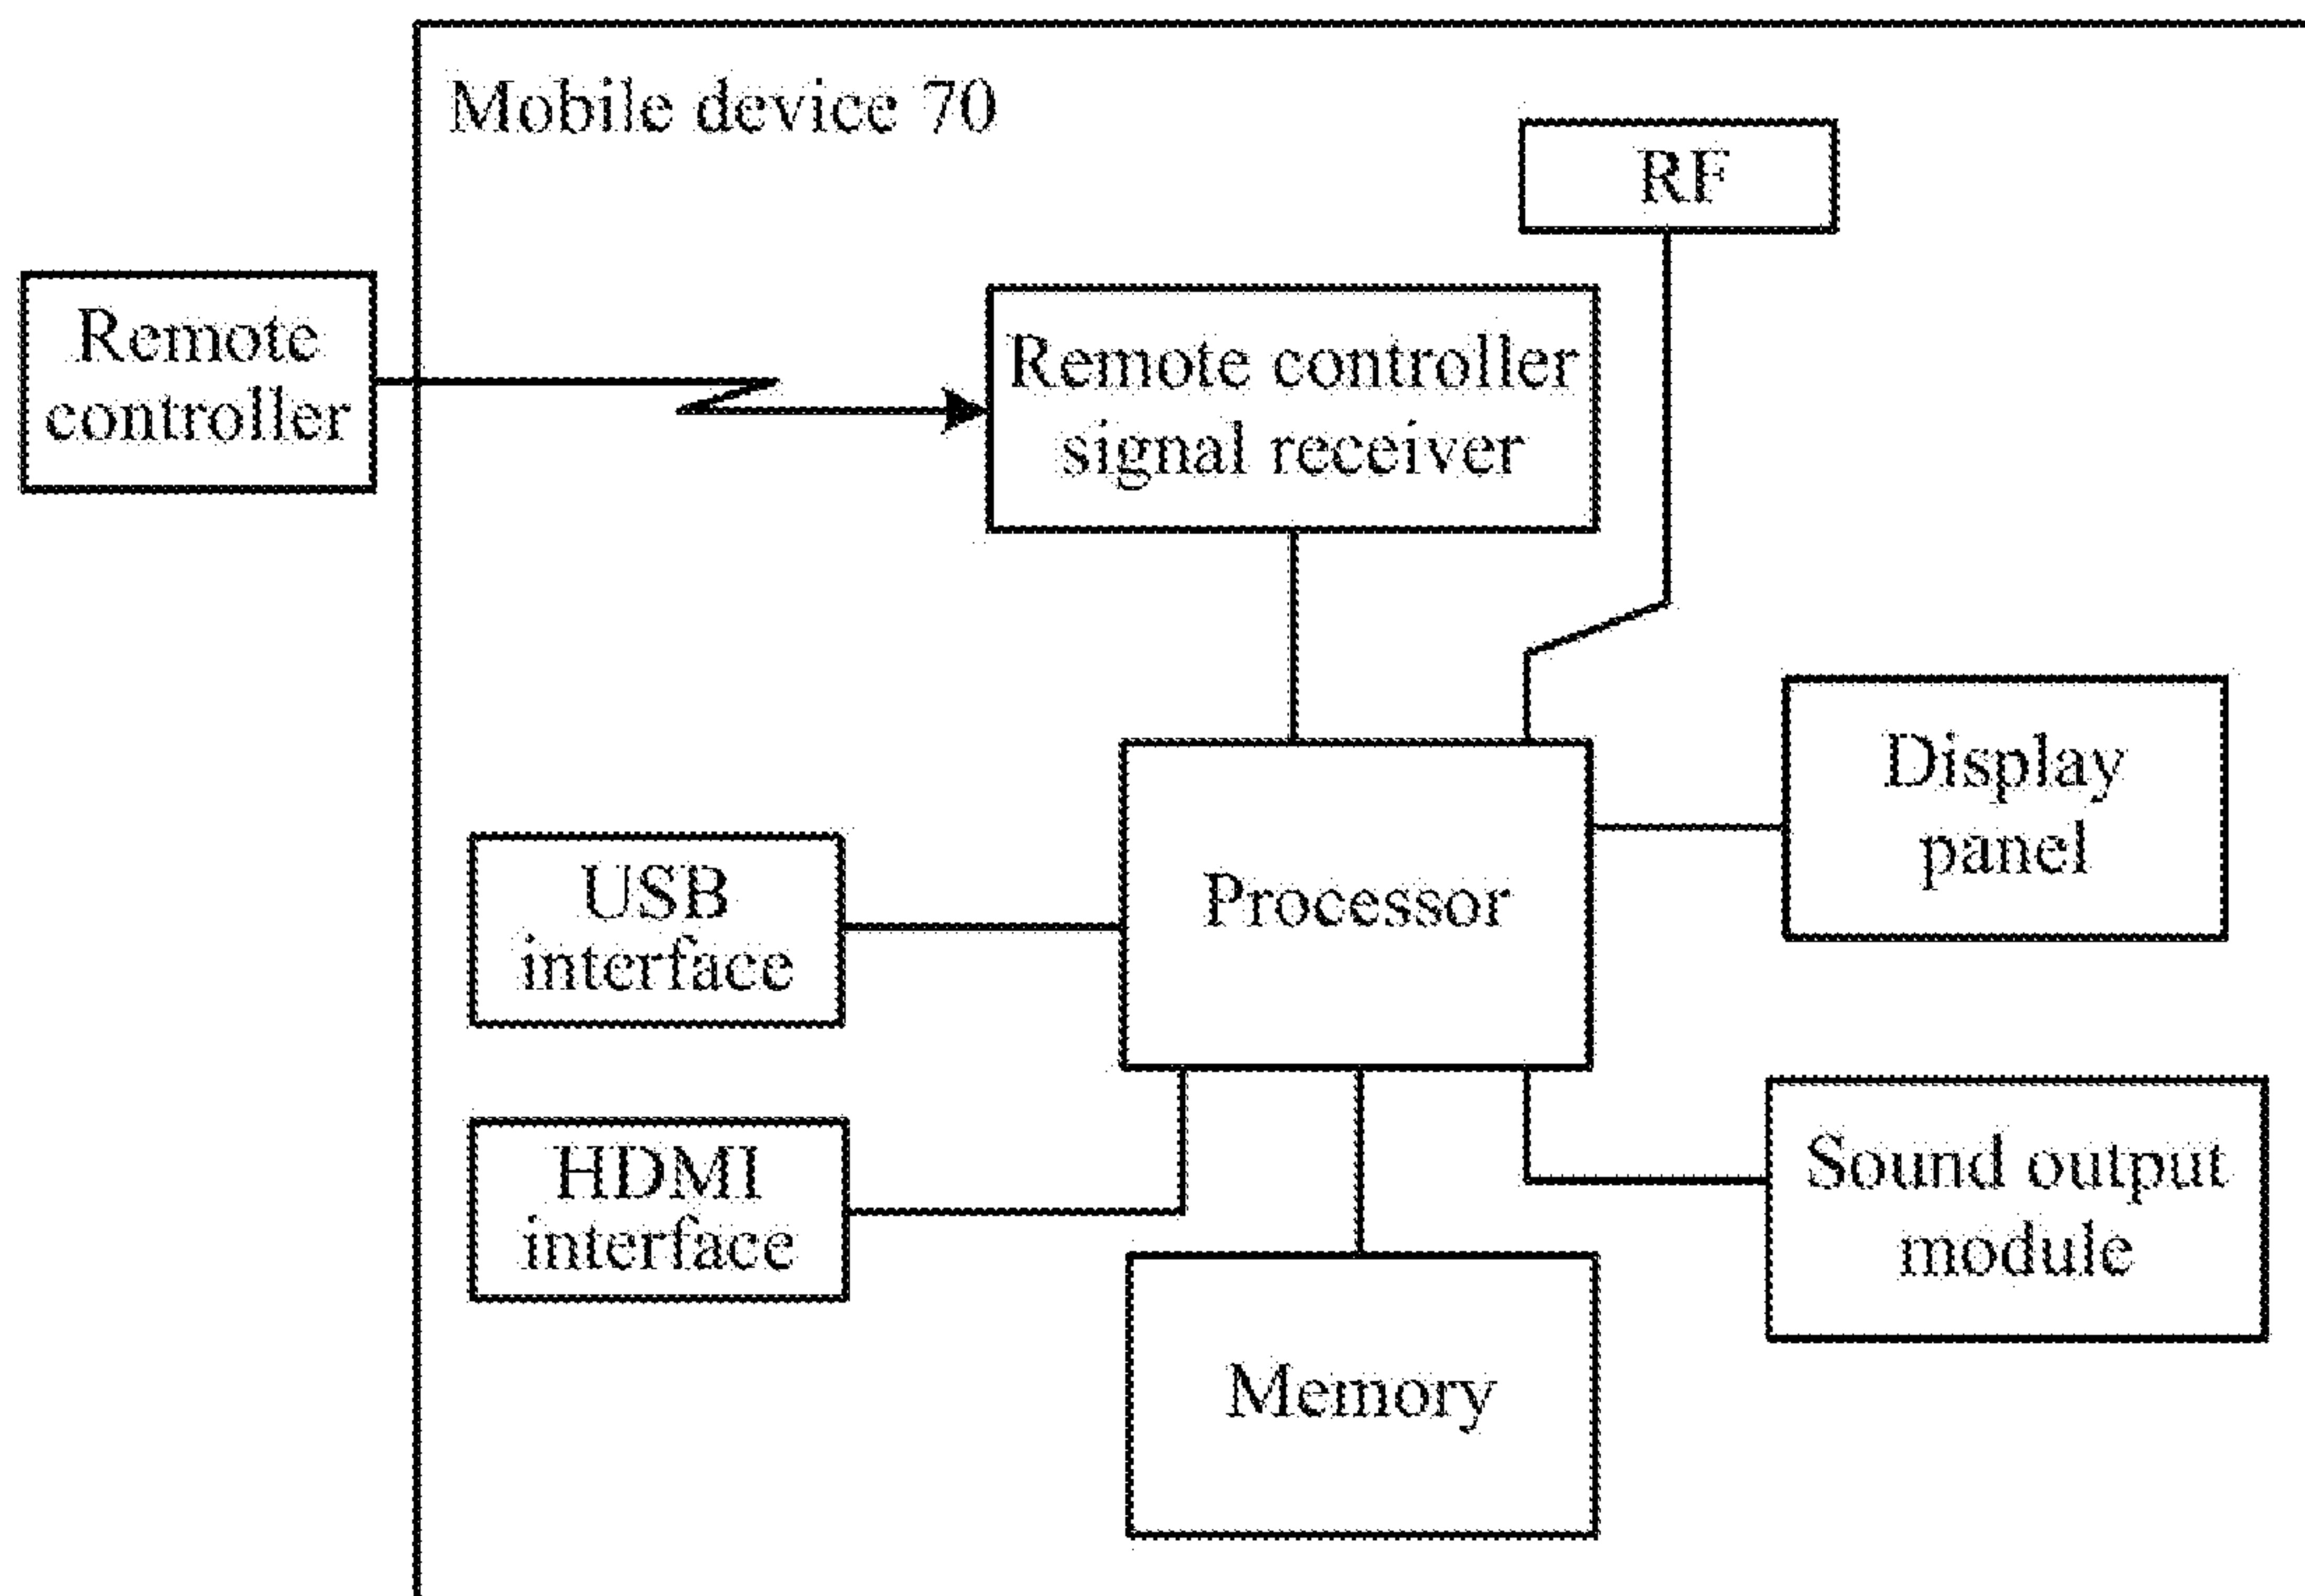 Mobile device 70
RF
Remote
controller
Remote controller
signal receiver
Display
panel
USB
interface
Processor
HDMI
interface
Sound output
module
Memory